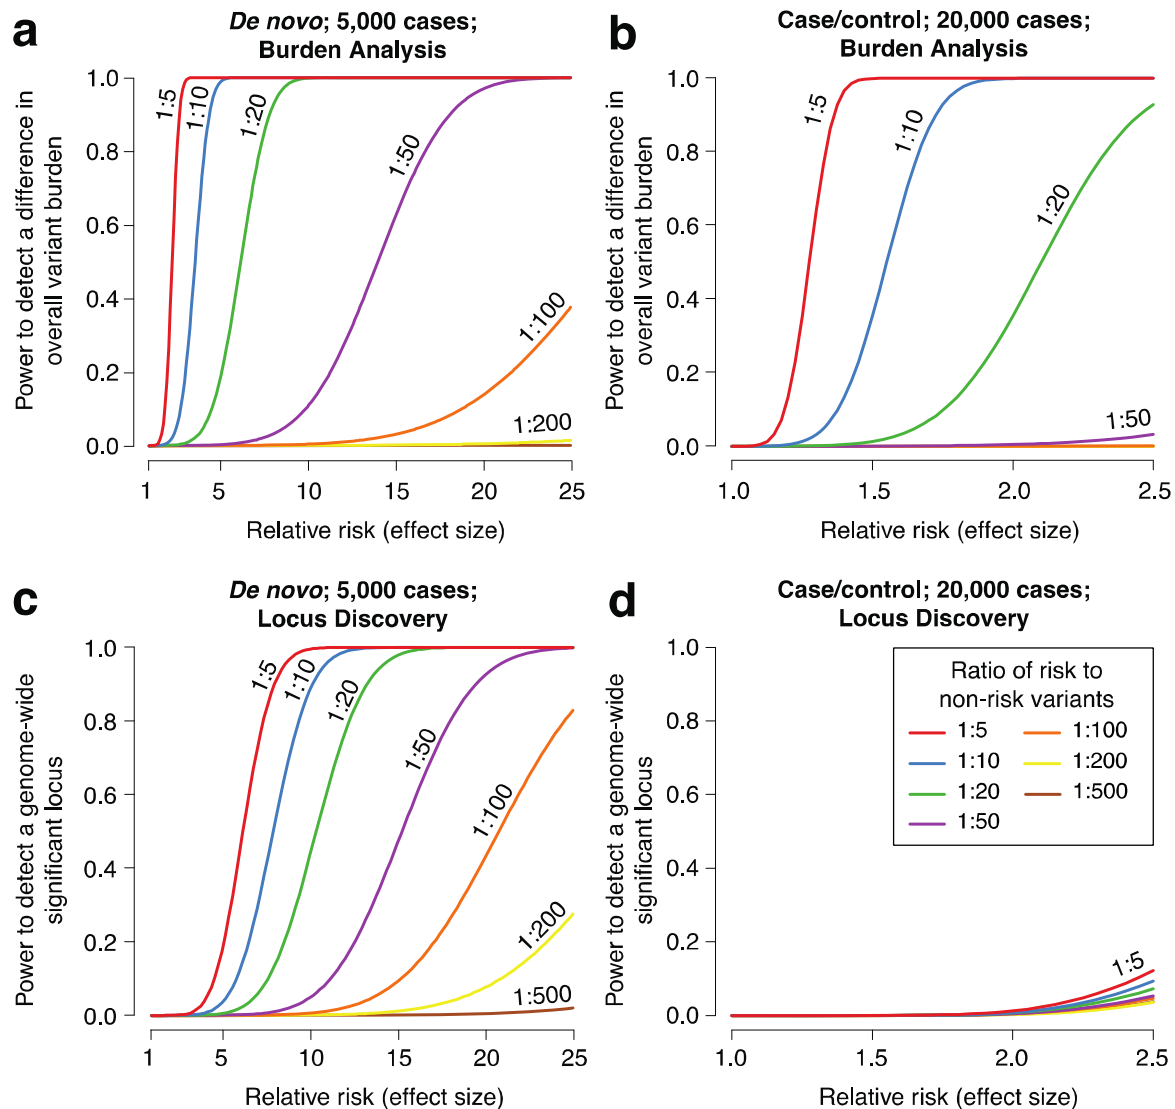 a
De novo; 5,000 cases;
Burden Analysis
Power to detect a difference in
overall variant burden
1.0
0.8
0.6
0.4
0.2
0.0
1:5
1:10
1:20
1:50
1:100
1:200
1
5
10
15
20
25
Relative risk (effect size)
b
Case/control; 20,000 cases;
Burden Analysis
Power to detect a difference in
overall variant burden
1.0
0.8
0.6
0.4
0.2
0.0
1:5
1:10
1:20
1:50
1.0
1.5
2.0
2.5
Relative risk (effect size)
c
De novo; 5,000 cases;
Locus Discovery
Power to detect a genome-wide
significant locus
1.0
0.8
0.6
0.4
0.2
0.0
1:5
1:10
1:20
1:50
1:100
1:200
1:500
1
5
10
15
20
25
Relative risk (effect size)
d
Case/control; 20,000 cases;
Locus Discovery
Power to detect a genome-wide
significant locus
1.0
0.8
0.6
0.4
0.2
0.0
Ratio of risk to
non-risk variants
1:5
1:10
1:20
1:50
1:100
1:200
1:500
1:5
1.0
1.5
2.0
2.5
Relative risk (effect size)